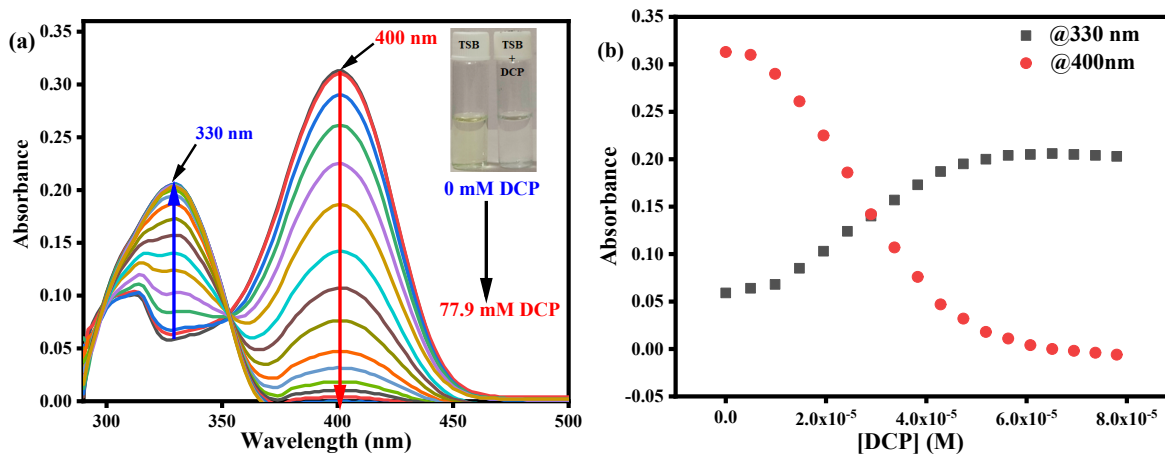 (a)
0.35
0.30
0.25
0.20
0.15
0.10
0.05
0.00
Absorbance
300
350
400
450
500
Wavelength (nm)
330 nm
400 nm
TSB
TSB
+
DCP
0 mM DCP
77.9 mM DCP
(b)
0.35
0.30
0.25
0.20
0.15
0.10
0.05
0.00
-0.05
Absorbance
@330 nm
@400nm
0.0
2.0x10⁻⁵
4.0x10⁻⁵
6.0x10⁻⁵
8.0x10⁻⁵
[DCP] (M)